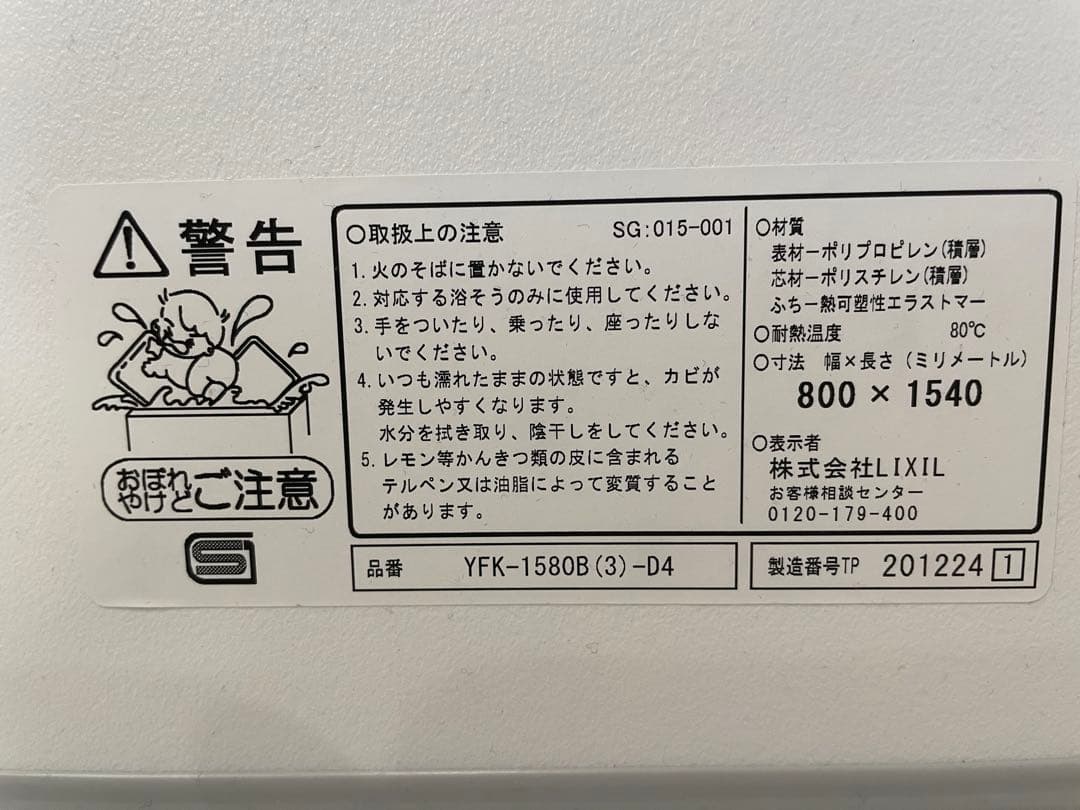 警告
おぼれ
やけど
ご注意
○取扱上の注意 SG:015-001
1. 火のそばに置かないでください。
2. 対応する浴そうのみに使用してください。
3. 手をついたり、乗ったり、座ったりしな
いでください。
4. いつも濡れたままの状態ですと、カビが
発生しやすくなります。
水分を拭き取り、陰干しをしてください。
5. レモン等かんきつ類の皮に含まれる
テルペン又は油脂によって変質すること
があります。
○材質
表材ーポリプロピレン(積層)
芯材ーポリスチレン(積層)
ふちー熱可塑性エラストマー
○耐熱温度 80℃
○寸法 幅×長さ (ミリメートル)
800 × 1540
○表示者
株式会社LIXIL
お客様相談センター
0120-179-400
品番 YFK-1580B(3)-D4
製造番号TP 201224 1